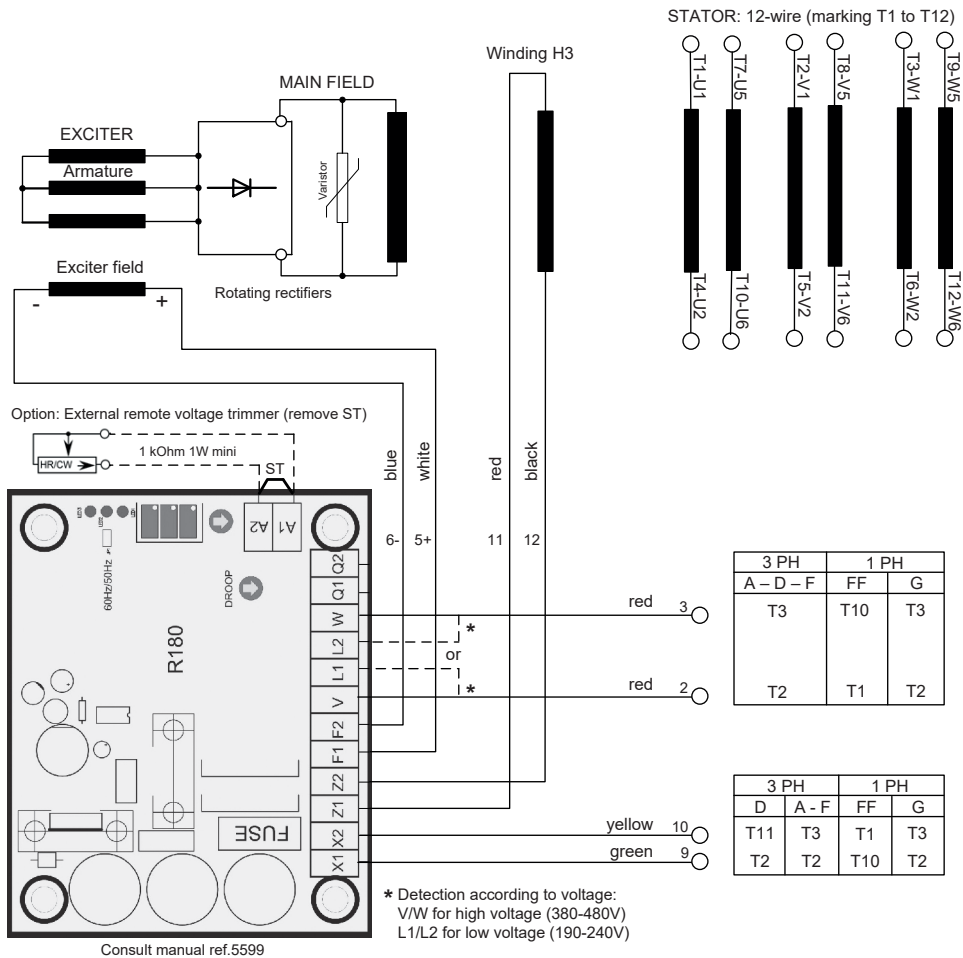 STATOR: 12-wire (marking T1 to T12)
T1-U1
T7-U5
T2-V1
T8-V5
T3-W1
T9-W5
T4-U2
T10-U6
T5-V2
T11-V6
T6-W2
T12-W6
Winding H3
MAIN FIELD
EXCITER
Armature
Varistor
Exciter field
- +
Rotating rectifiers
Option: External remote voltage trimmer (remove ST)
HR/CW
1 kOhm 1W mini
ST
blue
white
red
black
6-
5+
11
12
A2
A1
60Hz/50Hz
DROOP
R180
FUSE
Q2
Q1
W
L2
L1
V
F2
F1
Z2
Z1
X2
X1
red 3
*
or
*
red 2
yellow 10
green 9
3 PH 1 PH
A – D – F FF G
T3 T10 T3
T2 T1 T2
3 PH 1 PH
D A - F FF G
T11 T3 T1 T3
T2 T2 T10 T2
* Detection according to voltage:
V/W for high voltage (380-480V)
L1/L2 for low voltage (190-240V)
Consult manual ref.5599